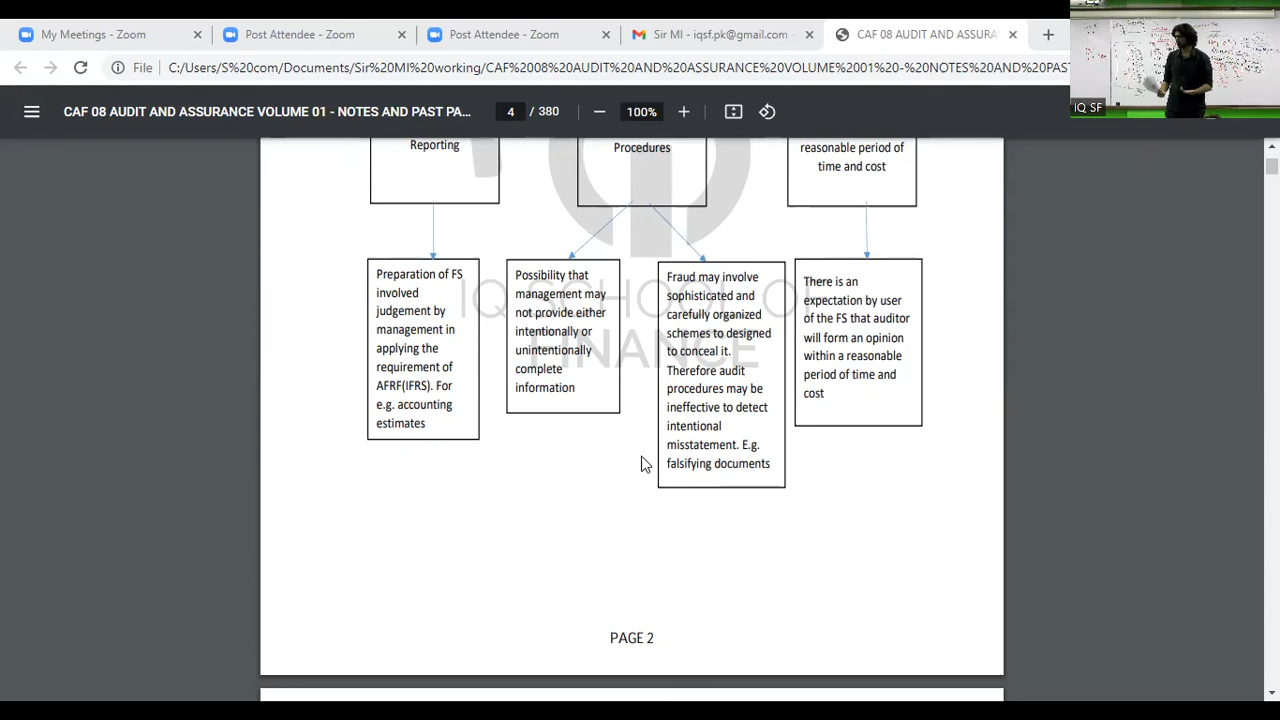 My Meetings - Zoom
Post Attendee - Zoom
Post Attendee - Zoom
Sir MI - iqsf.pk@gmail.com -
CAF 08 AUDIT AND ASSURA
File
C:/Users/S%20com/Documents/Sir%20MI%20working/CAF%2008%20AUDIT%20AND%20ASSURANCE%20VOLUME%2001%20-%20NOTES%20AND%20PAST
IQ SF
CAF 08 AUDIT AND ASSURANCE VOLUME 01 - NOTES AND PAST PA...
4 / 380
100%
Reporting
Procedures
reasonable period of
time and cost
Preparation of FS
involved
judgement by
management in
applying the
requirement of
AFRF(IFRS). For
e.g. accounting
estimates
Possibility that
management may
not provide either
intentionally or
unintentionally
complete
information
Fraud may involve
sophisticated and
carefully organized
schemes to designed
to conceal it.
Therefore audit
procedures may be
ineffective to detect
intentional
misstatement. E.g.
falsifying documents
There is an
expectation by user
of the FS that auditor
will form an opinion
within a reasonable
period of time and
cost
IQ SCHOOL OF
FINANCE
PAGE 2